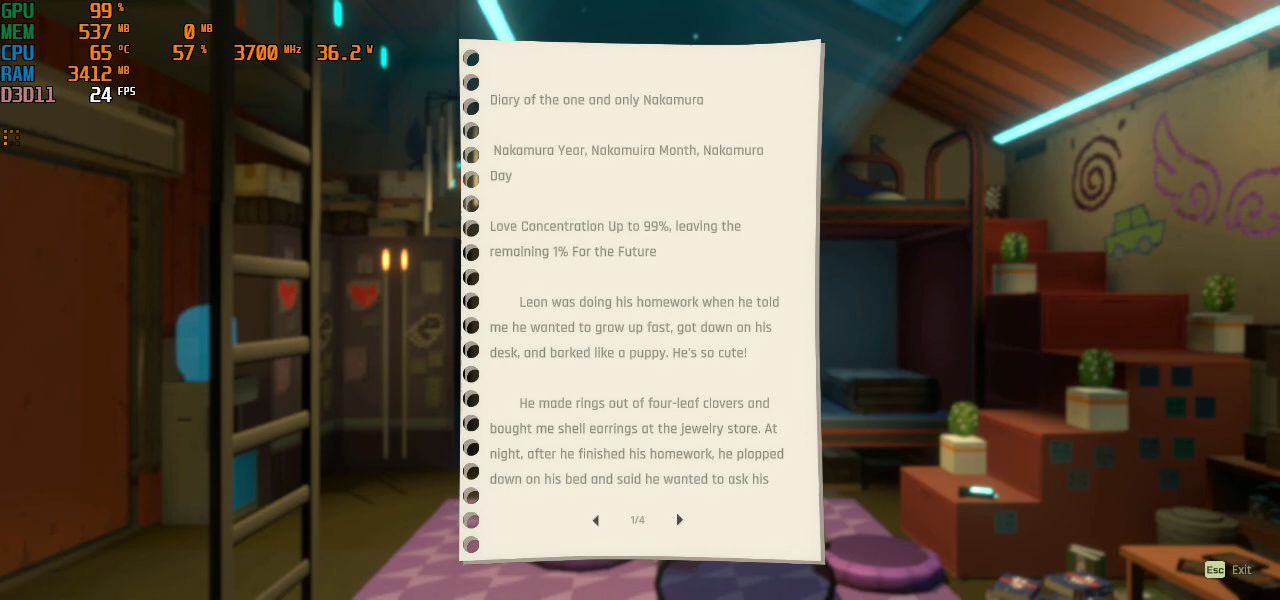 GPU 99 %
MEM 537 MB 0 MB
CPU 65 °C 57 % 3700 MHz 36.2 W
RAM 3412 MB
D3D11 24 FPS
Diary of the one and only Nakamura
Nakamura Year, Nakamuira Month, Nakamura
Day
Love Concentration Up to 99%, leaving the
remaining 1% For the Future
Leon was doing his homework when he told
me he wanted to grow up fast, got down on his
desk, and barked like a puppy. He's so cute!
He made rings out of four-leaf clovers and
bought me shell earrings at the jewelry store. At
night, after he finished his homework, he plopped
down on his bed and said he wanted to ask his
1/4
Esc Exit